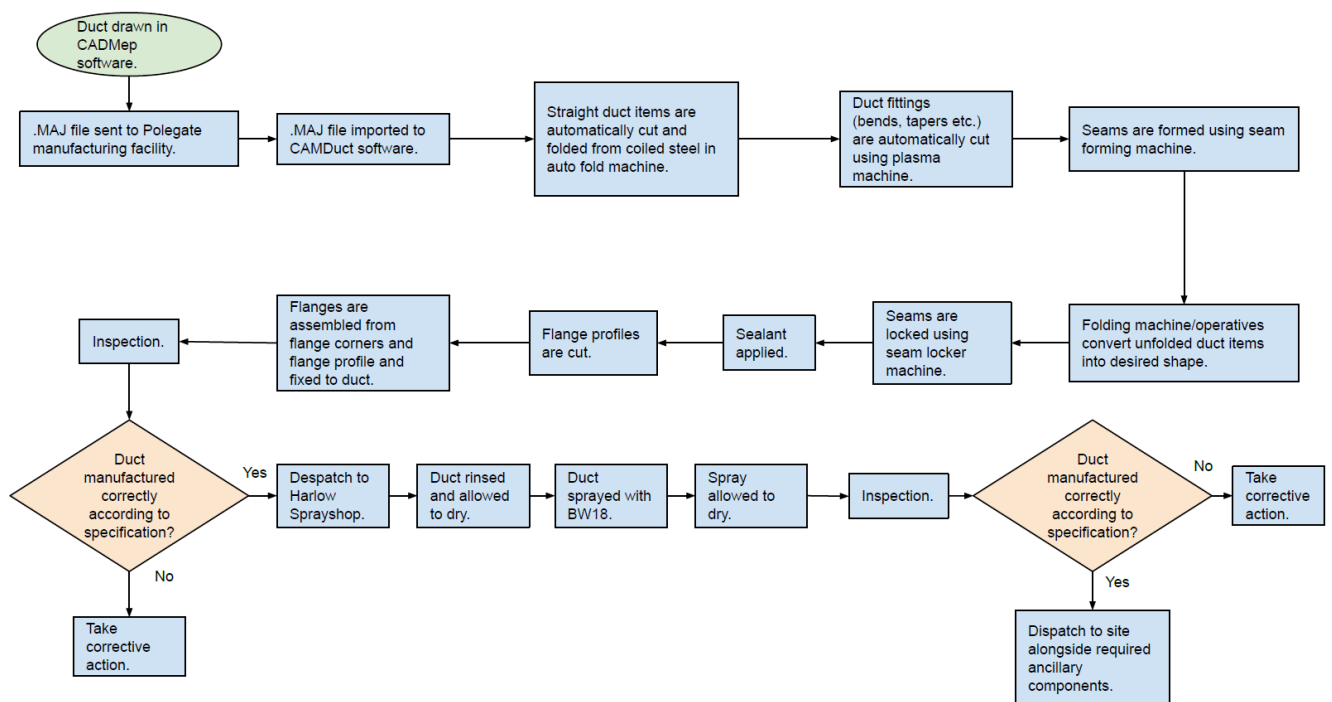 Duct drawn in
CADMep
software.
.MAJ file sent to Polegate
manufacturing facility.
.MAJ file imported to
CAMDuct software.
Straight duct items are
automatically cut and
folded from coiled steel in
auto fold machine.
Duct fittings
(bends, tapers etc.)
are automatically cut
using plasma
machine.
Seams are formed using seam
forming machine.
Folding machine/operatives
convert unfolded duct items
into desired shape.
Seams are
locked using
seam locker
machine.
Sealant
applied.
Flange profiles
are cut.
Flanges are
assembled from
flange corners and
flange profile and
fixed to duct.
Inspection.
Duct
manufactured
correctly
according to
specification?
No
Take
corrective
action.
Yes
Despatch to
Harlow
Sprayshop.
Duct rinsed
and allowed
to dry.
Duct
sprayed with
BW18.
Spray
allowed to
dry.
Inspection.
Duct
manufactured
correctly
according to
specification?
No
Take
corrective
action.
Yes
Dispatch to site
alongside required
ancillary
components.